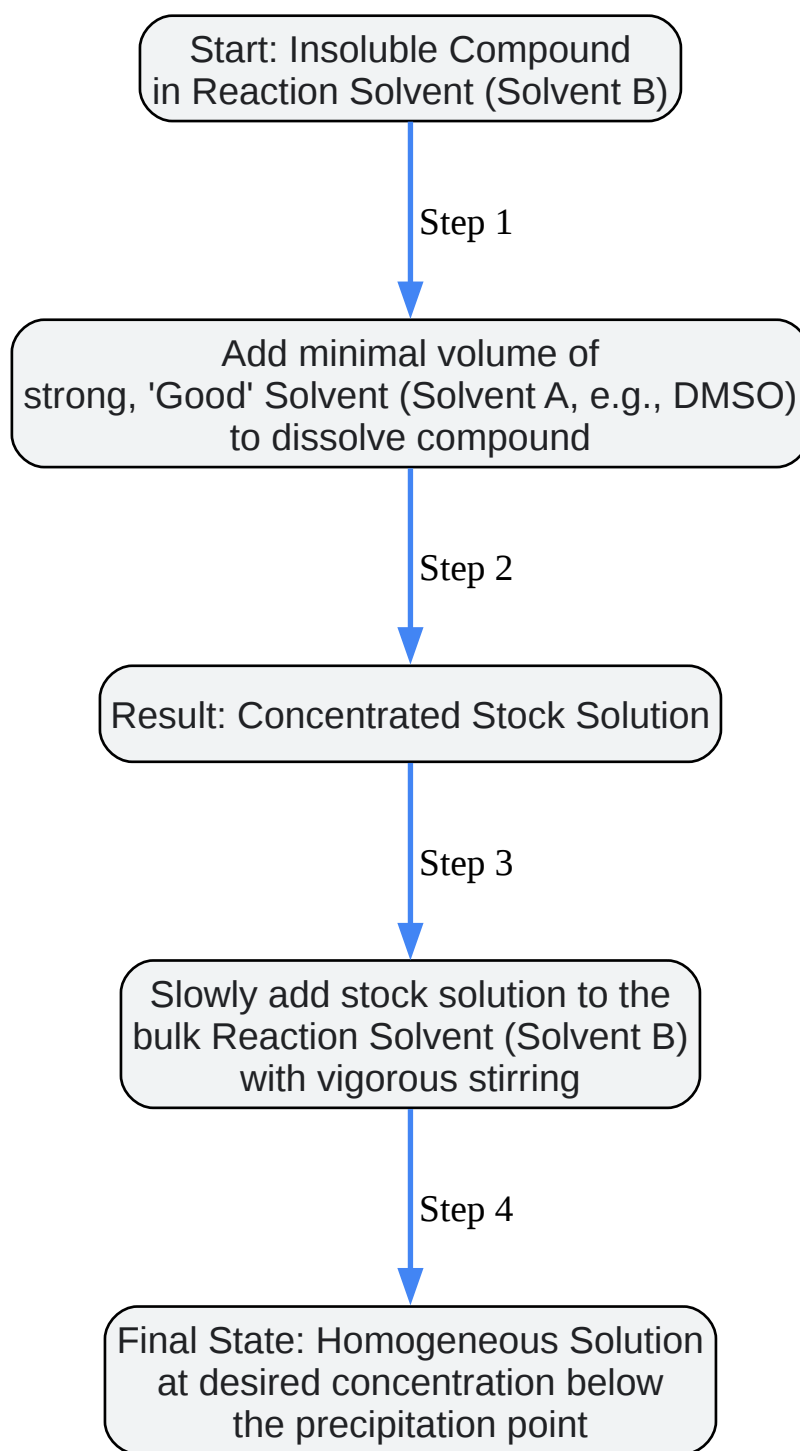 Start: Insoluble Compound
in Reaction Solvent (Solvent B)
Step 1
Add minimal volume of
strong, 'Good' Solvent (Solvent A, e.g., DMSO)
to dissolve compound
Step 2
Result: Concentrated Stock Solution
Step 3
Slowly add stock solution to the
bulk Reaction Solvent (Solvent B)
with vigorous stirring
Step 4
Final State: Homogeneous Solution
at desired concentration below
the precipitation point